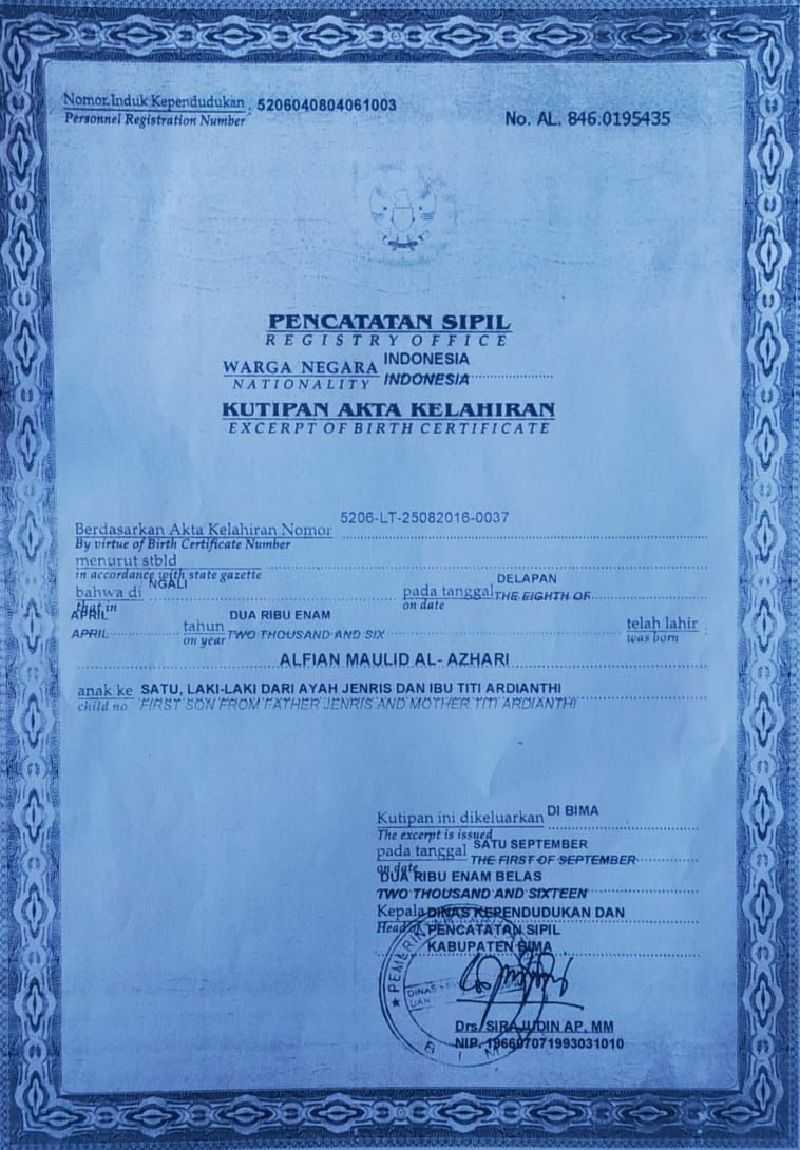 Nomor Induk Kependudukan . 5206040804061003
Personnel Registration Number
No. AL. 846.0195435
PENCATATAN SIPIL
REGISTRY OFFICE
WARGA NEGARA INDONESIA
NATIONALITY INDONESIA
KUTIPAN AKTA KELAHIRAN
EXCERPT OF BIRTH CERTIFICATE
5206-LT-25082016-0037
Berdasarkan Akta Kelahiran Nomor
By virtue of Birth Certificate Number
menurut stbld
in accordance with state gazette
bahwa di NGALI pada tanggal DELAPAN
that in on date THE EIGHTH OF
APRIL tahun DUA RIBU ENAM telah lahir
APRIL on year TWO THOUSAND AND SIX was born
ALFIAN MAULID AL- AZHARI
anak ke SATU, LAKI-LAKI DARI AYAH JENRIS DAN IBU TITI ARDIANTHI
child no FIRST SON FROM FATHER JENRIS AND MOTHER TITI ARDIANTHI
Kutipan ini dikeluarkan DI BIMA
The excerpt is issued
pada tanggal SATU SEPTEMBER
on date THE FIRST OF SEPTEMBER
DUA RIBU ENAM BELAS
TWO THOUSAND AND SIXTEEN
Kepala DINAS KEPENDUDUKAN DAN
Head of PENCATATAN SIPIL
KABUPATEN BIMA
Drs. SIRAJUDIN AP, MM
NIP. 196607071993031010